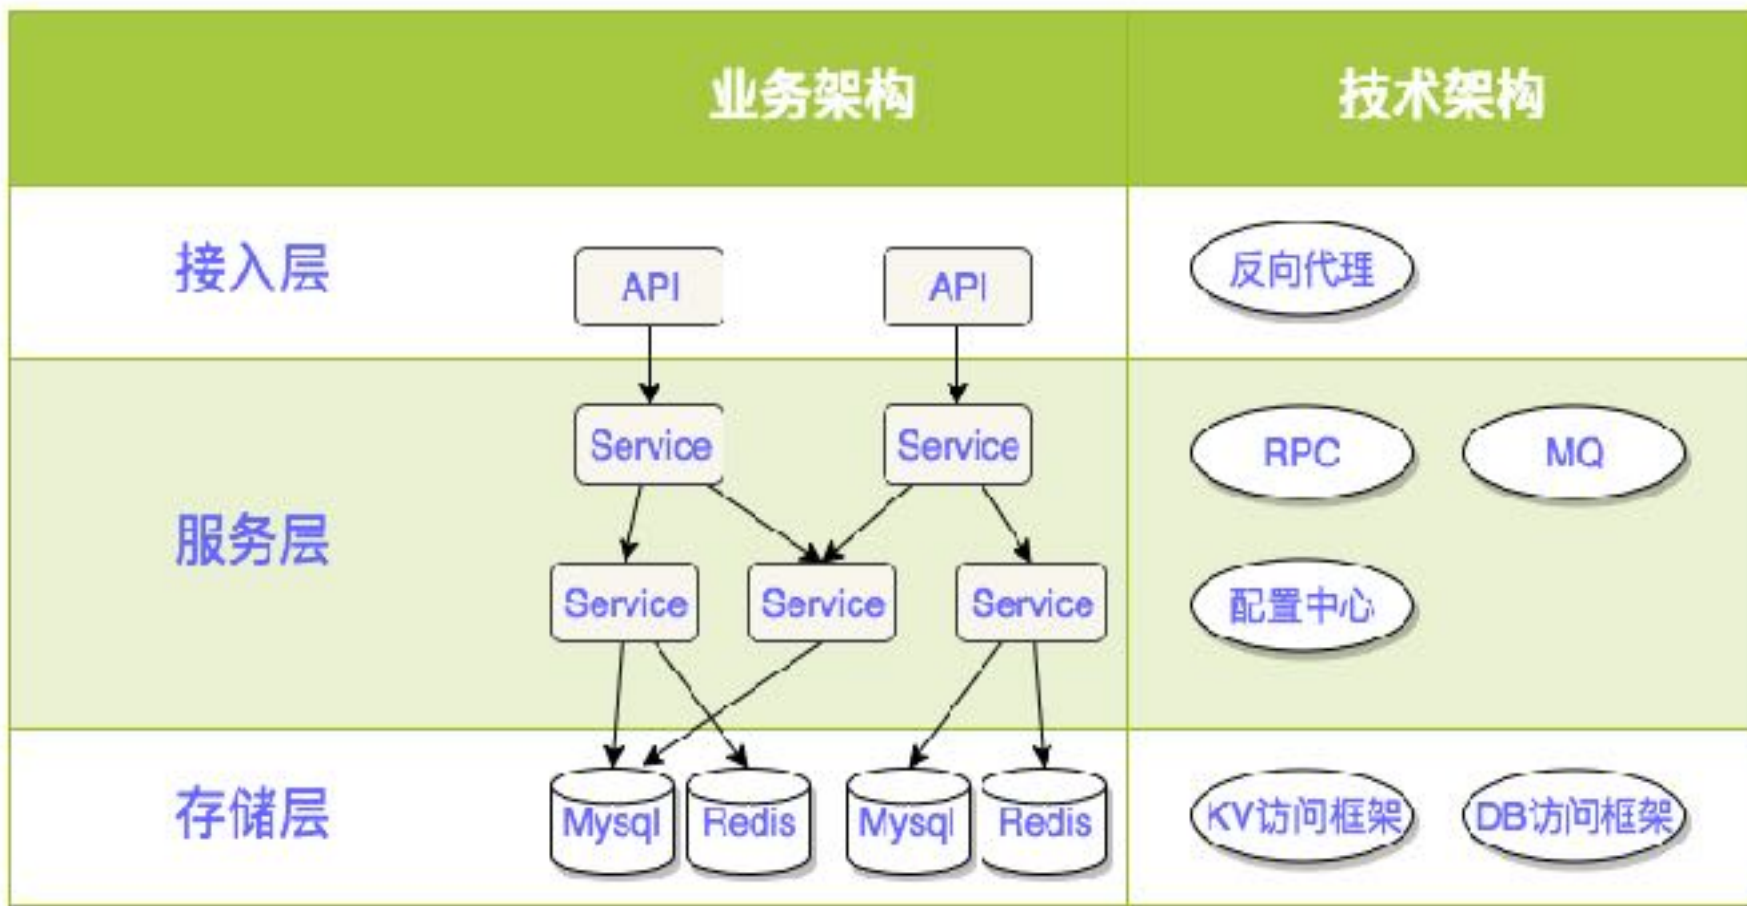 业务架构
技术架构
接入层
API
API
反向代理
服务层
Service
Service
Service
Service
Service
RPC
MQ
配置中心
存储层
Mysql
Redis
Mysql
Redis
KV访问框架
DB访问框架